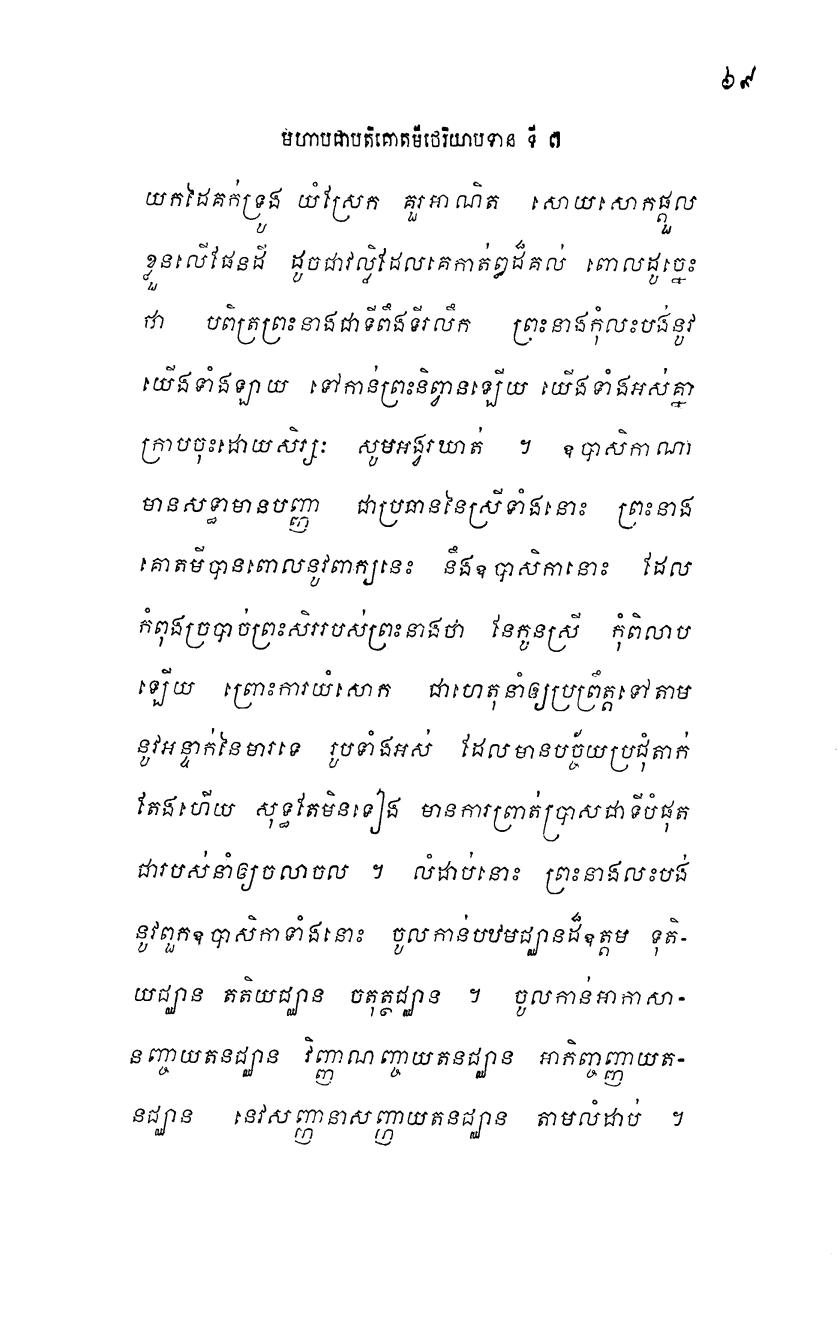 ៦៩
មហាបជាបតិគោតមីថេរិយាបទាន ទី ៧
យកដៃគក់ទ្រូង យំស្រែក គួរអាណិត សោយសោកផ្តួល
ខ្លួនលើផែនដី ដូចជាវល្លិ៍ដែលគេកាត់ឫដ៏គល់ ពោលដូច្នេះ
ថា បពិត្រព្រះនាងជាទីពឹងទីរលឹក ព្រះនាងកុំលះបង់នូវ
យើងទាំងឡាយ ទៅកាន់ព្រះនិព្វានឡើយ យើងទាំងអស់គ្នា
ក្រាបចុះដោយសិរ្សៈ សូមអង្វរឃាត់ ។ ឧបាសិកាណា
មានសទ្ធាមានបញ្ញា ជាប្រធាននៃស្រីទាំងនោះ ព្រះនាង
គោតមីបានពោលនូវពាក្យនេះ នឹងឧបាសិកានោះ ដែល
កំពុងច្របាច់ព្រះសិររបស់ព្រះនាងថា នែកូនស្រី កុំពិលាប
ឡើយ ព្រោះការយំសោក ជាហេតុនាំឲ្យប្រព្រឹត្តទៅតាម
នូវអន្ទាក់នៃមារទេ រូបទាំងអស់ ដែលមានបច្ច័យប្រជុំតាក់
តែងហើយ សុទ្ធតែមិនទៀង មានការព្រាត់ប្រាសជាទីបំផុត
ជារបស់នាំឲ្យចលាចល ។ លំដាប់នោះ ព្រះនាងលះបង់
នូវពួកឧបាសិកាទាំងនោះ ចូលកាន់បឋមជ្ឈានដ៏ឧត្តម ទុតិ-
យជ្ឈាន តតិយជ្ឈាន ចតុត្ថជ្ឈាន ។ ចូលកាន់អាកាសា-
នញ្ចាយតនជ្ឈាន វិញ្ញាណញ្ចាយតនជ្ឈាន អាកិញ្ចញ្ញាយត-
នជ្ឈាន នេវសញ្ញានាសញ្ញាយតនជ្ឈាន តាមលំដាប់ ។